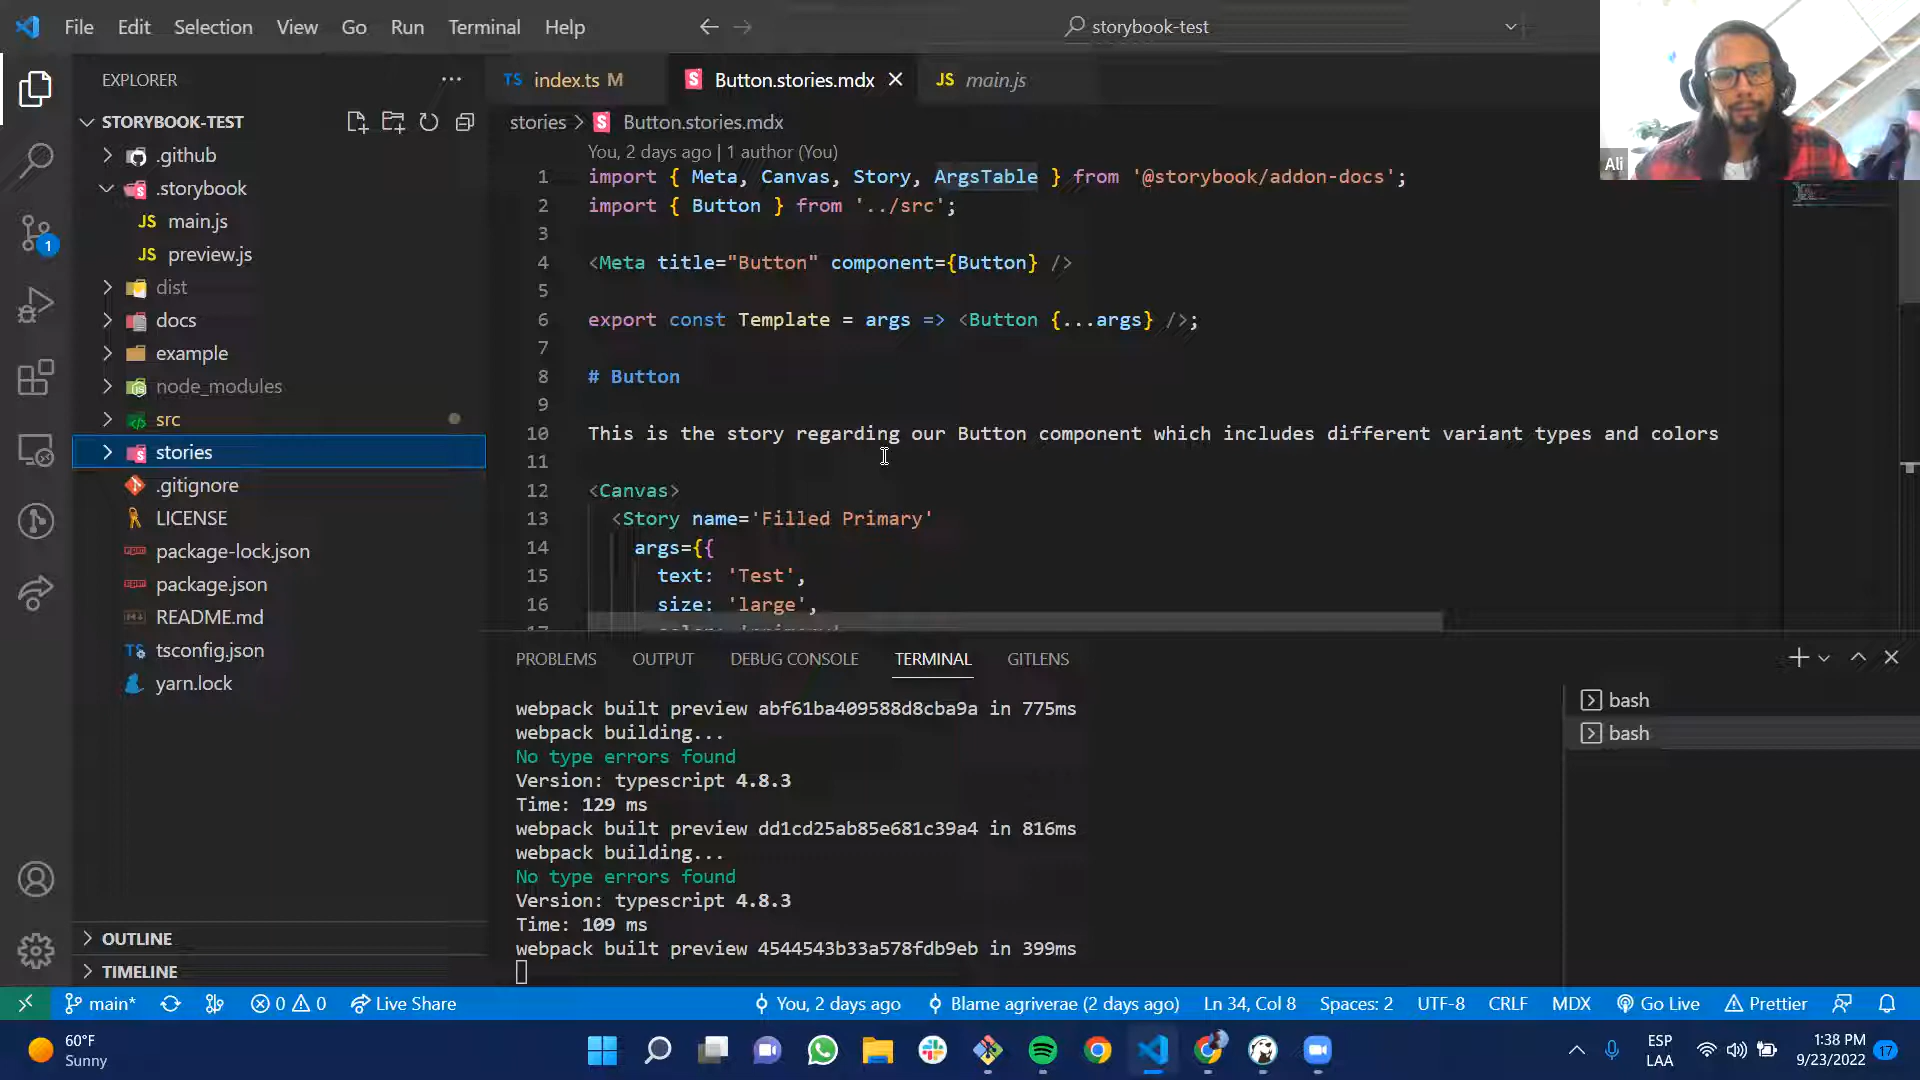 File Edit Selection View Go Run Terminal Help
storybook-test
EXPLORER
STORYBOOK-TEST
.github
.storybook
JS main.js
JS preview.js
dist
docs
example
node_modules
src
stories
.gitignore
LICENSE
package-lock.json
package.json
README.md
TS tsconfig.json
yarn.lock
OUTLINE
TIMELINE
1
TS index.ts M
Button.stories.mdx
JS main.js
stories > Button.stories.mdx
You, 2 days ago | 1 author (You)
1 import { Meta, Canvas, Story, ArgsTable } from '@storybook/addon-docs';
2 import { Button } from '../src';
3
4 <Meta title="Button" component={Button} />
5
6 export const Template = args => <Button {...args} />;
7
8 # Button
9
10 This is the story regarding our Button component which includes different variant types and colors
11
12 <Canvas>
13 <Story name='Filled Primary'
14 args={{
15 text: 'Test',
16 size: 'large',
Ali
PROBLEMS OUTPUT DEBUG CONSOLE TERMINAL GITLENS
webpack built preview abf61ba409588d8cba9a in 775ms
webpack building...
No type errors found
Version: typescript 4.8.3
Time: 129 ms
webpack built preview dd1cd25ab85e681c39a4 in 816ms
webpack building...
No type errors found
Version: typescript 4.8.3
Time: 109 ms
webpack built preview 4544543b33a578fdb9eb in 399ms
bash
bash
main* 0 0 Live Share You, 2 days ago Blame agriverae (2 days ago) Ln 34, Col 8 Spaces: 2 UTF-8 CRLF MDX Go Live Prettier
60°F
Sunny
ESP
LAA
1:38 PM
9/23/2022
17